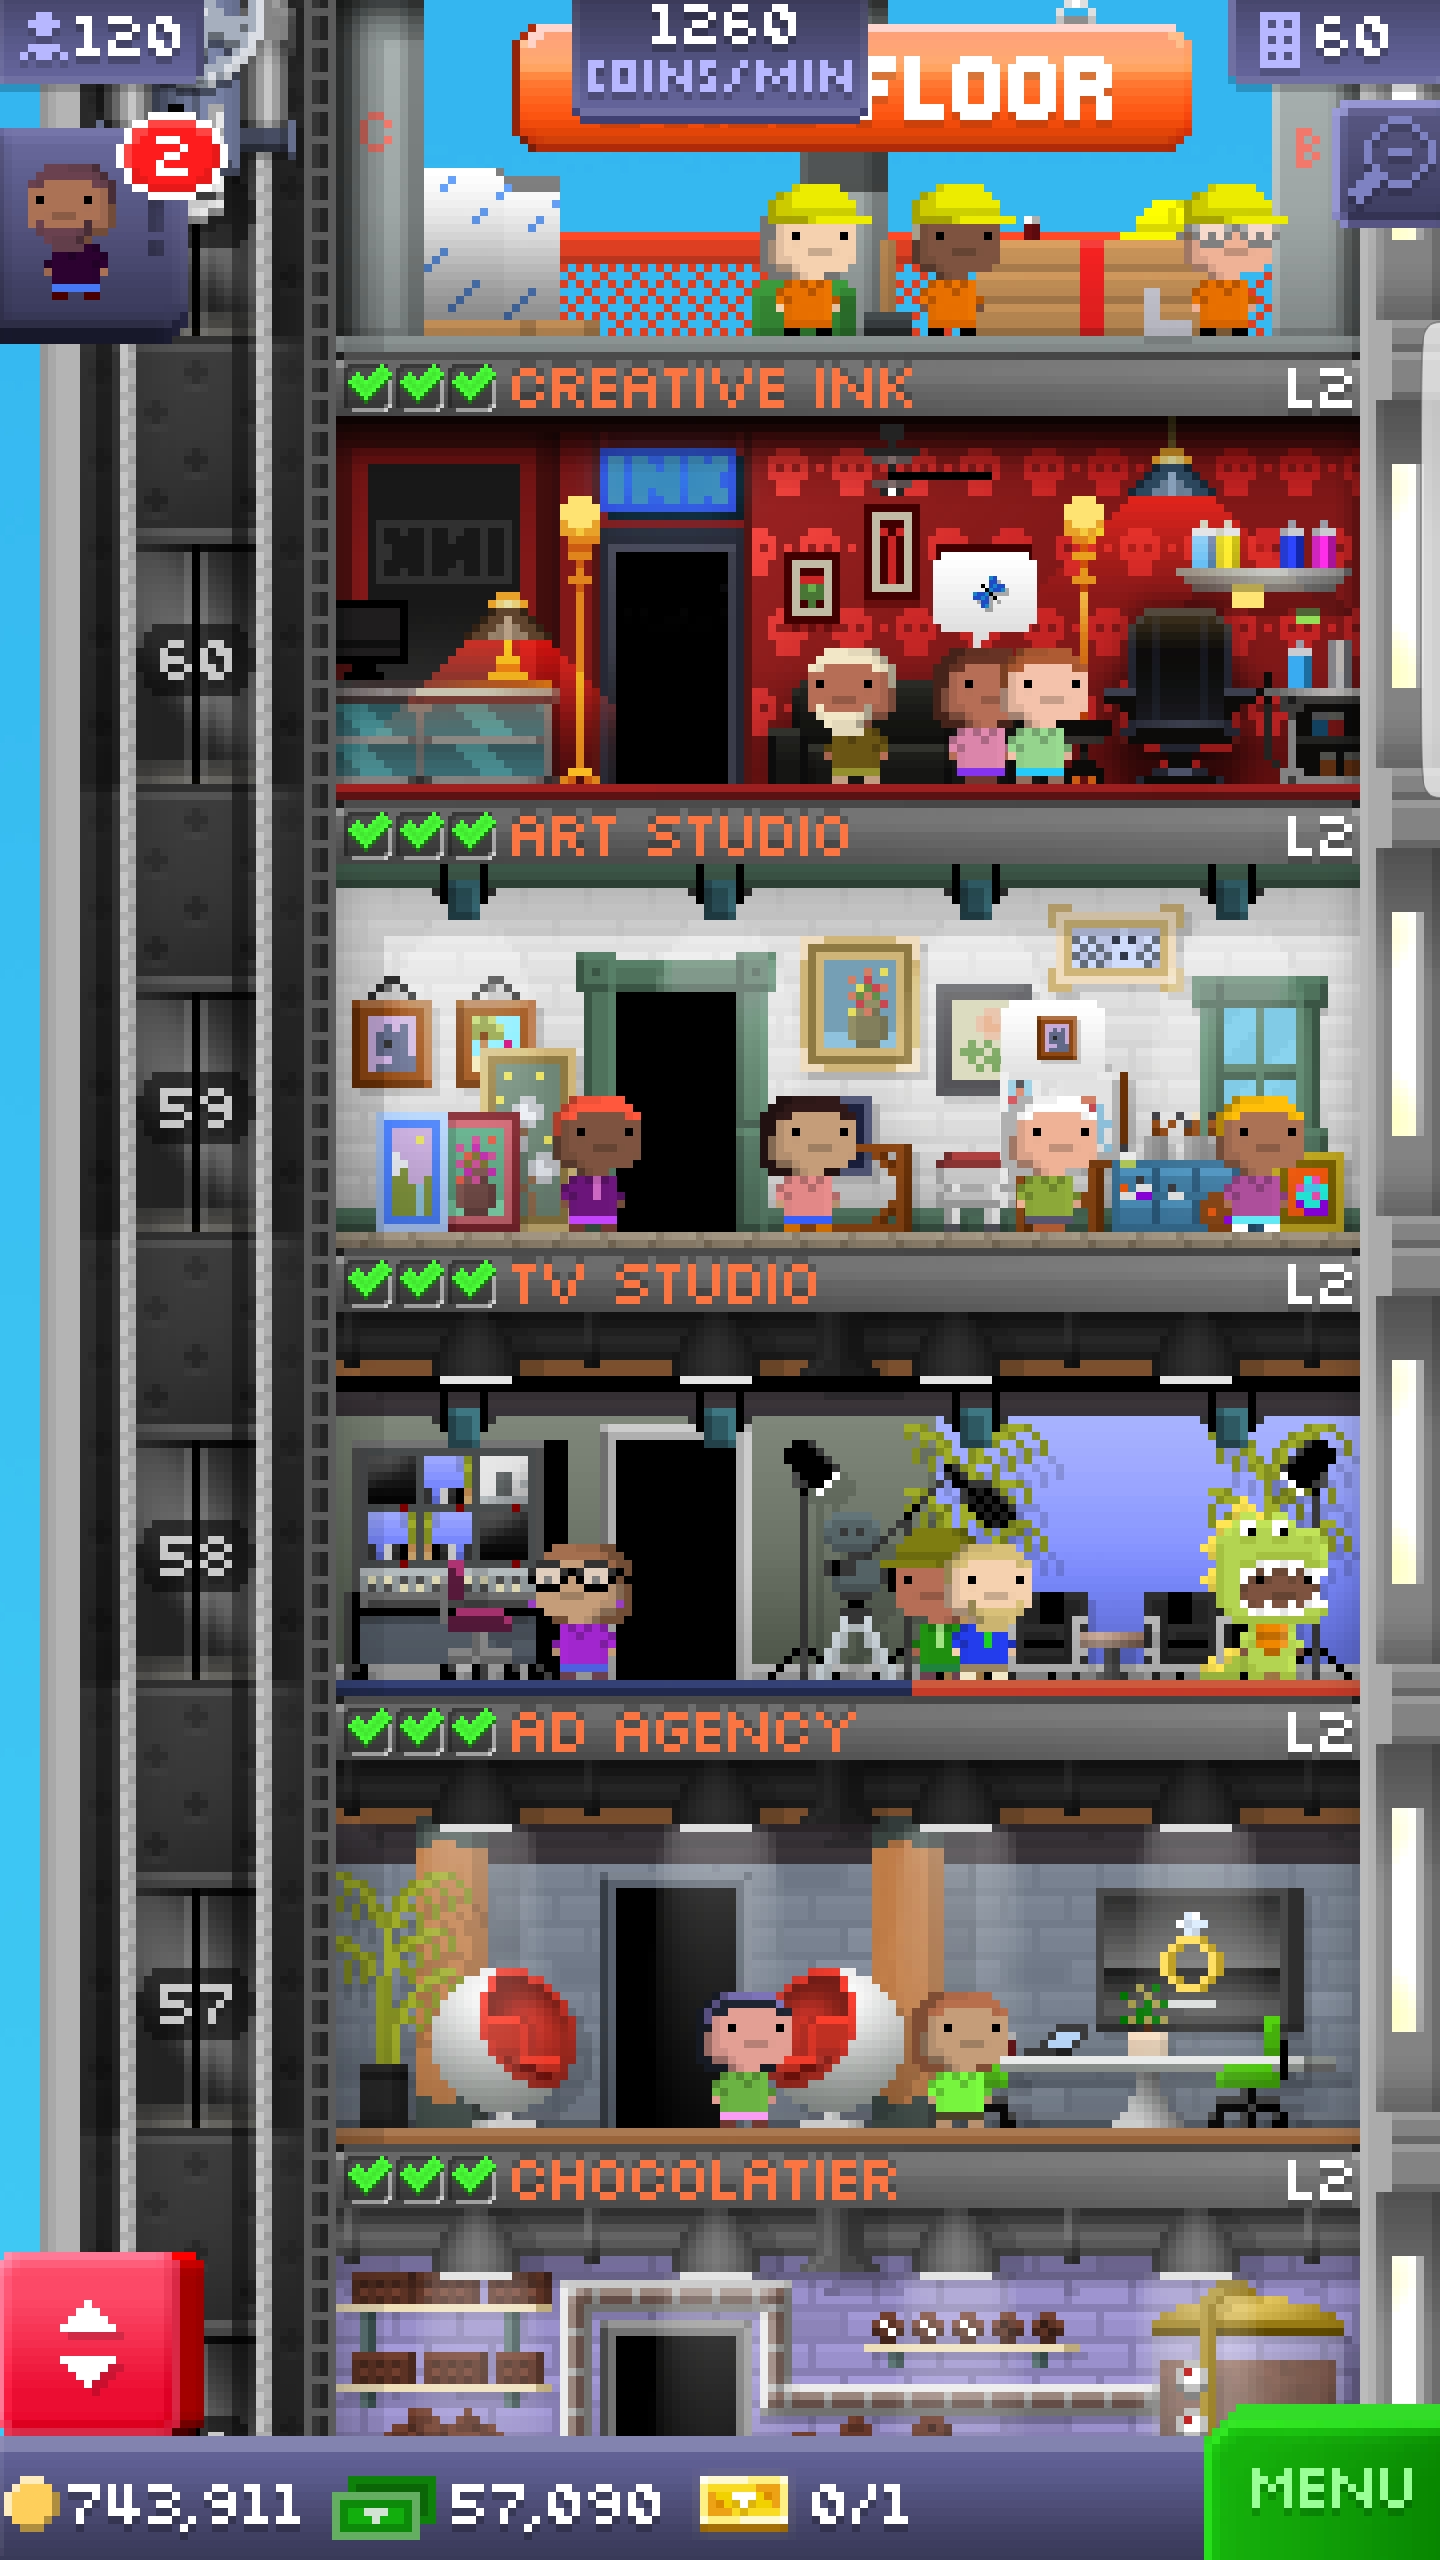 120
1260
COINS/MIN
60
FLOOR
C
B
2
CREATIVE INK
L2
INK
60
ART STUDIO
L2
59
TV STUDIO
L2
58
AD AGENCY
L2
57
CHOCOLATIER
L2
743,911
57,090
0/1
MENU